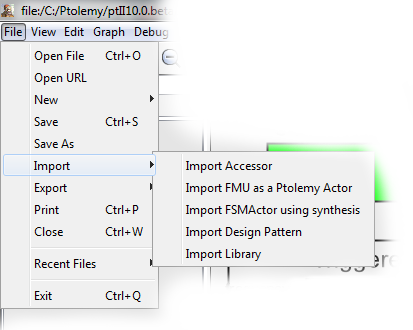 file:/C:/Ptolemy/ptII10.0.bet
File View Edit Graph Debug
Open File Ctrl+O
Open URL
New
Save Ctrl+S
Save As
Import
Import Accessor
Export
Import FMU as a Ptolemy Actor
Print Ctrl+P
Import FSMActor using synthesis
Close Ctrl+W
Import Design Pattern
Import Library
Recent Files
Exit Ctrl+Q